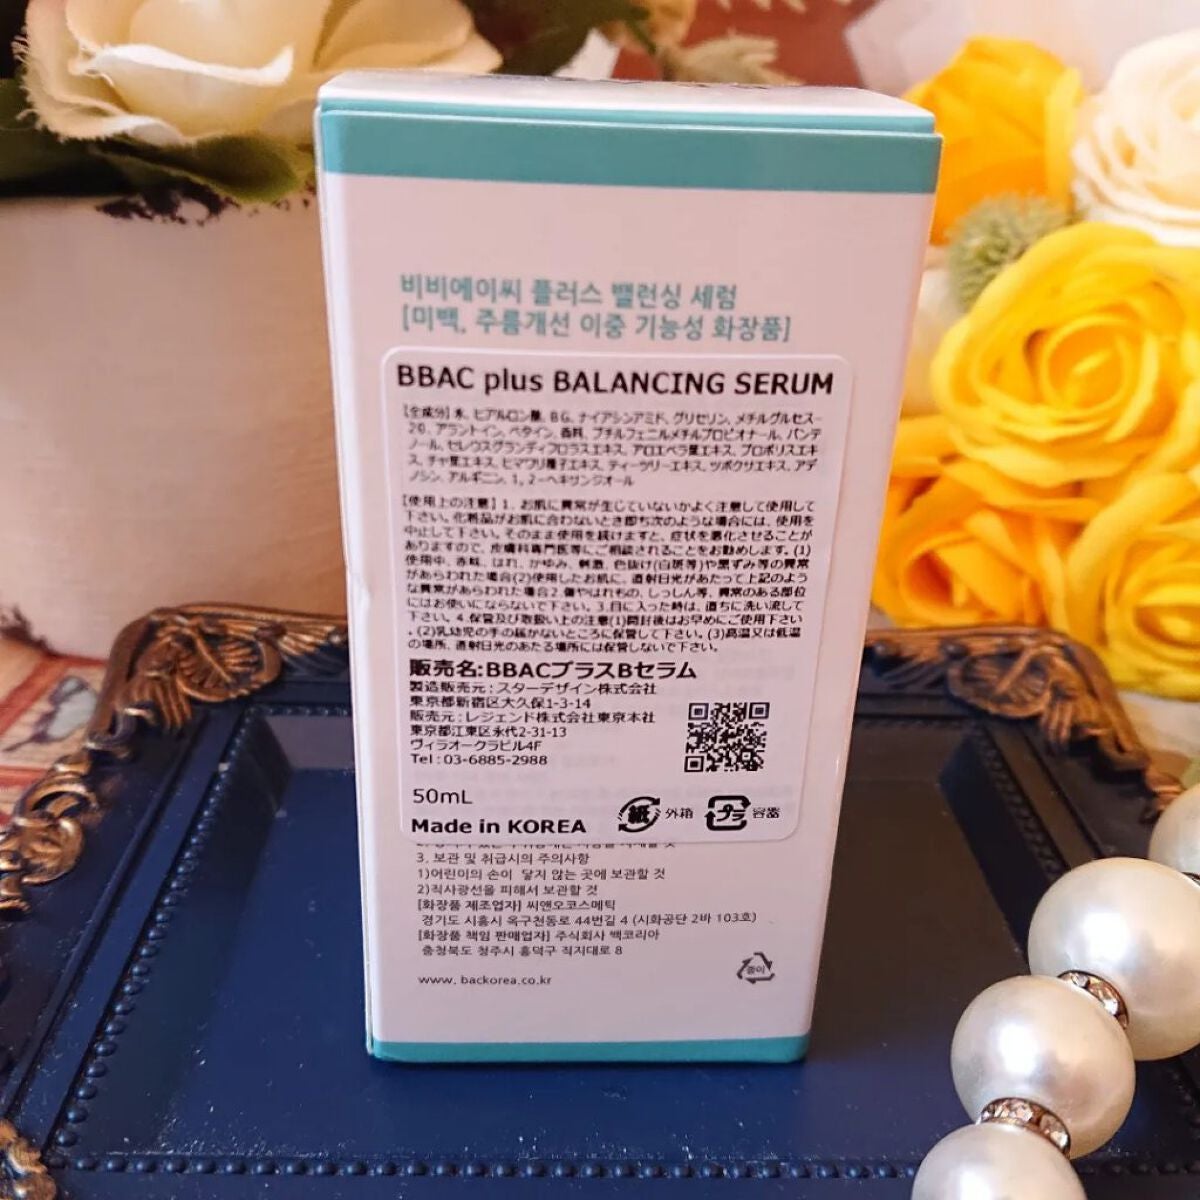 비비에이씨 플러스 밸런싱 세럼
[미백, 주름개선 이중 기능성 화장품]
BBAC plus BALANCING SERUM
【全成分】水、ヒアルロン酸、BG、ナイアシンアミド、グリセリン、メチルグルセス-
20、アラントイン、ベタイン、香料、ブチルフェニルメチルプロピオナール、パンテ
ノール、セレウスグランディフロラスエキス、アロエベラ葉エキス、プロポリスエキ
ス、チャ葉エキス、ヒマワリ種子エキス、ティーツリーエキス、ツボクサエキス、アデ
ノシン、アルギニン、1，2-ヘキサンジオール
【使用上の注意】1．お肌に異常が生じていないかよく注意して使用して
下さい。化粧品がお肌に合わないとき即ち次のような場合には、使用を
中止して下さい。そのまま使用を続けますと、症状を悪化させることが
ありますので、皮膚科専門医等にご相談されることをお勧めします。(1)
使用中、赤味、はれ、かゆみ、刺激、色抜け(白斑等)や黒ずみ等の異常
があらわれた場合(2)使用したお肌に、直射日光があたって上記のよう
な異常があらわれた場合2.傷やはれもの、しっしん等、異常のある部位
にはお使いにならないで下さい。3.目に入った時は、直ちに洗い流して
下さい。4.保管及び取扱い上の注意(1)開封後はお早めにご使用下さい
。(2)乳幼児の手の届かないところに保管して下さい。(3)高温又は低温
の場所、直射日光のあたる場所には保管しないで下さい。
販売名:BBACプラスBセラム
製造販売元：スターデザイン株式会社
東京都新宿区大久保1-3-14
販売元：レジェンド株式会社東京本社
東京都江東区永代2-31-13
ヴィラオークラビル4F
Tel：03-6885-2988
50mL
紙 外箱 プラ 容器
Made in KOREA
3. 보관 및 취급시의 주의사항
1)어린이의 손이 닿지 않는 곳에 보관할 것
2)직사광선을 피해서 보관할 것
[화장품 제조업자] 씨앤오코스메틱
경기도 시흥시 옥구천동로 44번길 4 (시화공단 2바 103호)
[화장품 책임 판매업자] 주식회사 백코리아
충청북도 청주시 흥덕구 직지대로 8
www. backorea.co.kr
종이